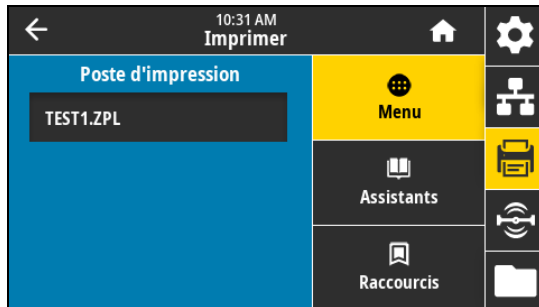 10:31 AM
Imprimer
Poste d'impression
TEST1.ZPL
Menu
Assistants
Raccourcis